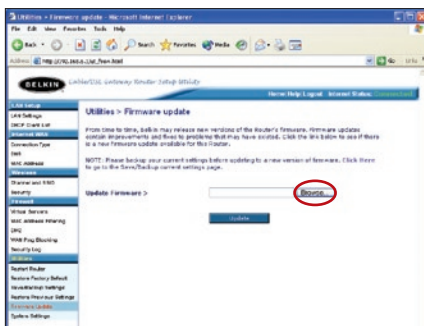 Utilities > Firmware update - Microsoft Internet Explorer
File Edit View Favorites Tools Help
Back Search Favorites Media
Address Go Links
BELKIN Cable/DSL Gateway Router Setup Utility
Home Help Logout Internet Status: Connected
LAN Setup
LAN Settings
DHCP Client List
Internet WAN
Connection Type
DNS
MAC Address
Wireless
Channel and SSID
Security
Firewall
Virtual Servers
MAC Address Filtering
DMZ
WAN Ping Blocking
Security Log
Utilities
Restart Router
Restore Factory Default
Save/Backup Settings
Restore Previous Settings
Firmware Update
System Settings
Utilities > Firmware update
From time to time, Belkin may release new versions of the Router's firmware. Firmware updates
contain improvements and fixes to problems that may have existed. Click the link below to see if there
is a new firmware update available for this Router.
NOTE: Please backup your current settings before updating to a new version of firmware. Click Here
to go to the Save/Backup current settings page.
Update Firmware > Browse...
Update